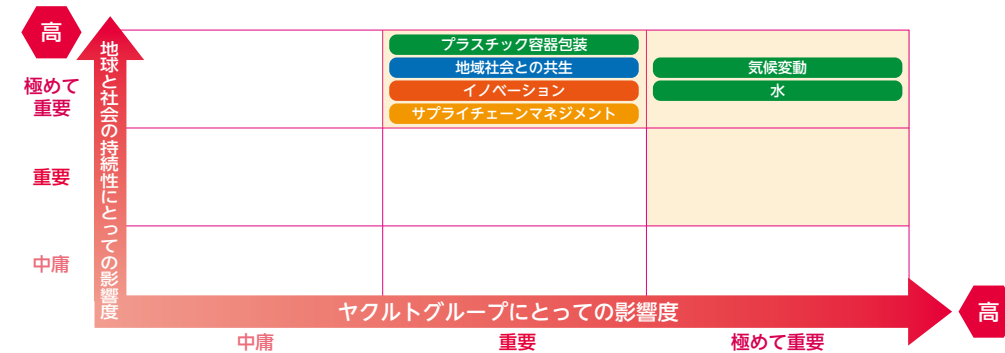 高
地球と社会の持続性にとっての影響度
極めて
重要
重要
中庸
プラスチック容器包装
地域社会との共生
イノベーション
サプライチェーンマネジメント
気候変動
水
ヤクルトグループにとっての影響度
高
中庸
重要
極めて重要